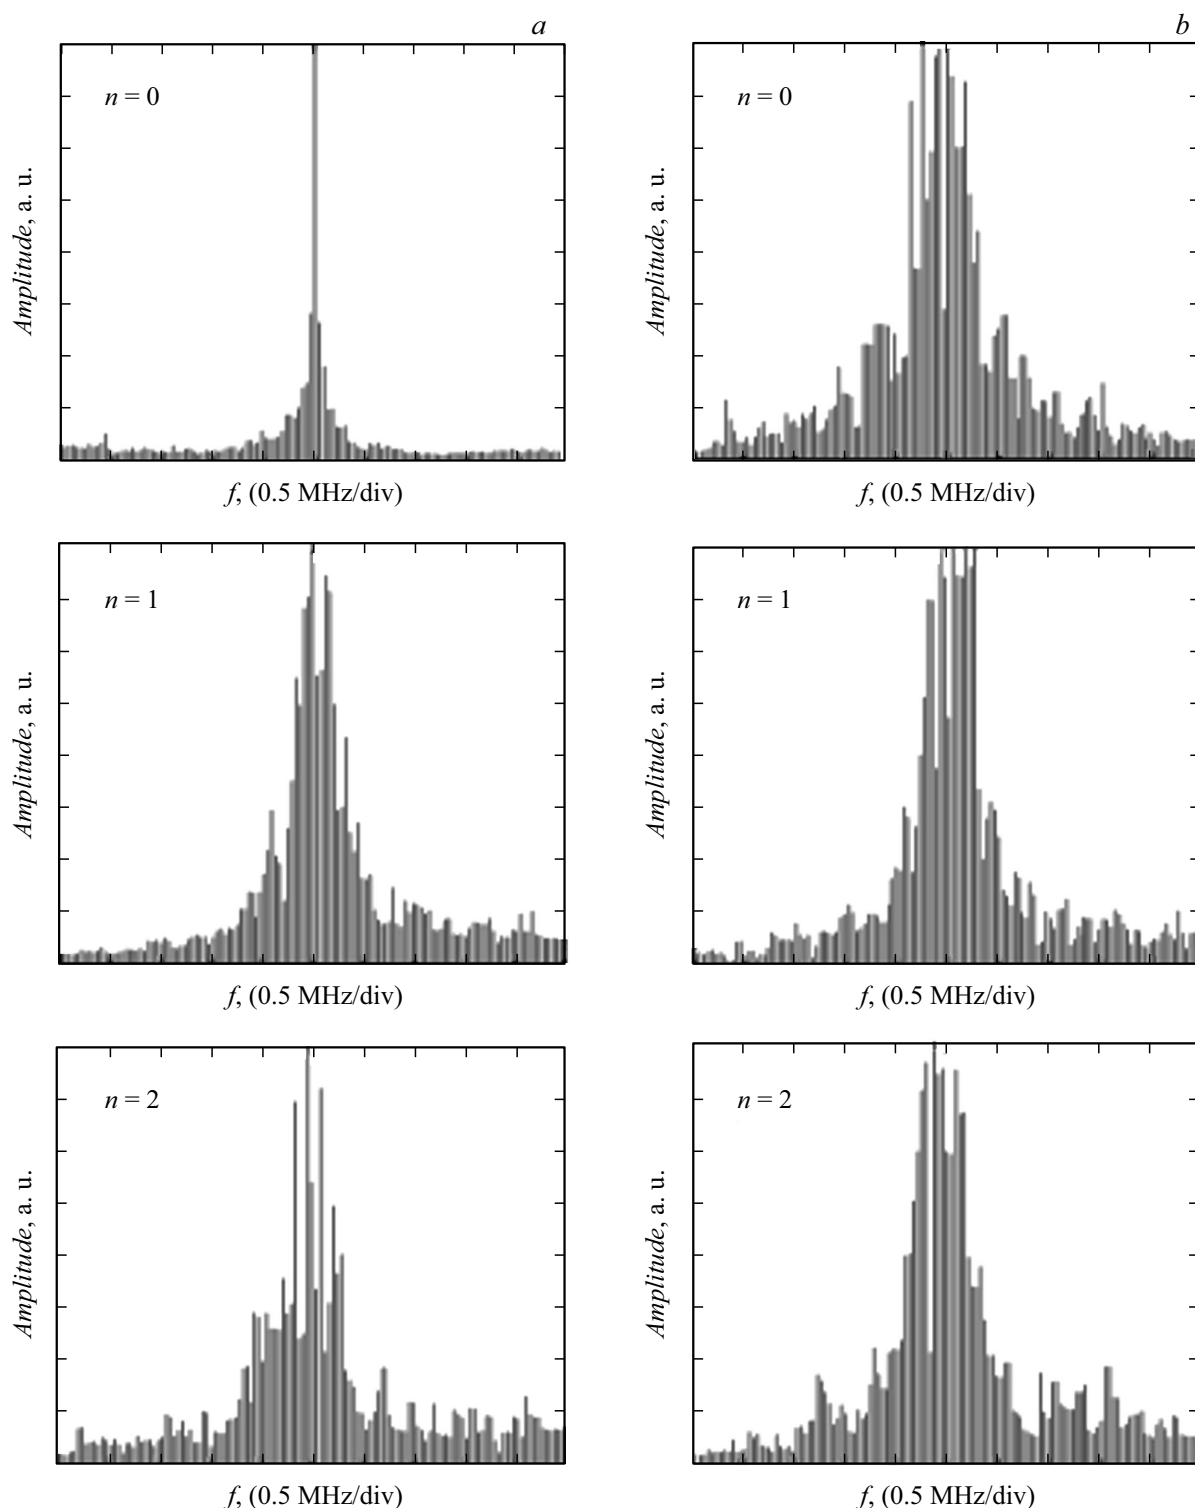 a
n = 0
Amplitude, a. u.
f, (0.5 MHz/div)
b
n = 0
Amplitude, a. u.
f, (0.5 MHz/div)
n = 1
Amplitude, a. u.
f, (0.5 MHz/div)
n = 1
Amplitude, a. u.
f, (0.5 MHz/div)
n = 2
Amplitude, a. u.
f, (0.5 MHz/div)
n = 2
Amplitude, a. u.
f, (0.5 MHz/div)